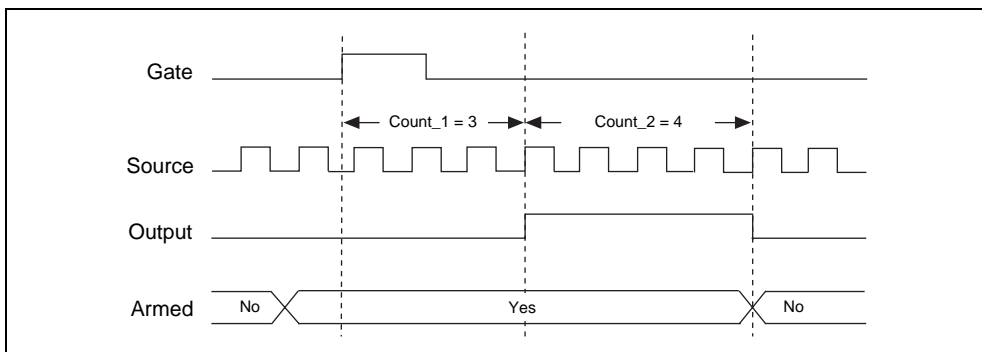 Gate
Count_1 = 3
Count_2 = 4
Source
Output
Armed
No
Yes
No